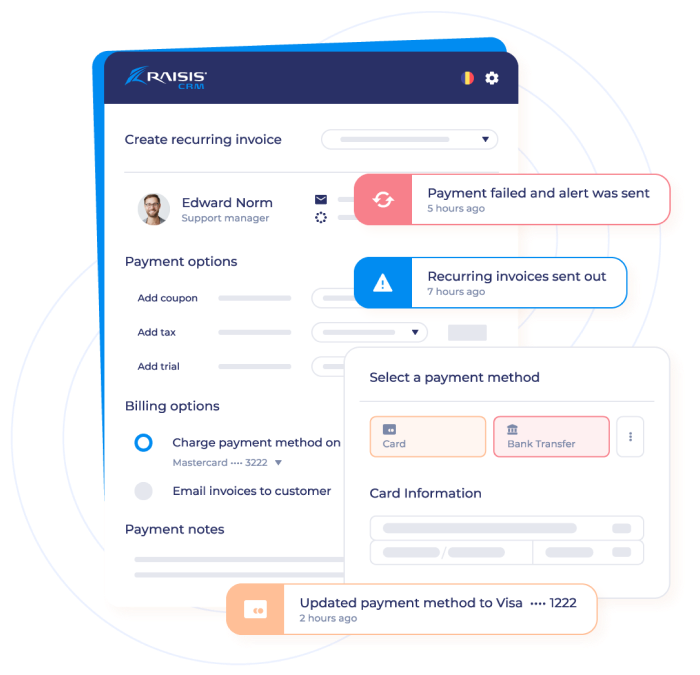 RAISIS
CRM
Create recurring invoice
Edward Norm
Support manager
Payment failed and alert was sent
5 hours ago
Payment options
Recurring invoices sent out
7 hours ago
Add coupon
Add tax
Add trial
Select a payment method
Billing options
Card
Bank Transfer
Charge payment method on
Mastercard •••• 3222
Email invoices to customer
Card Information
Payment notes
/
Updated payment method to Visa •••• 1222
2 hours ago